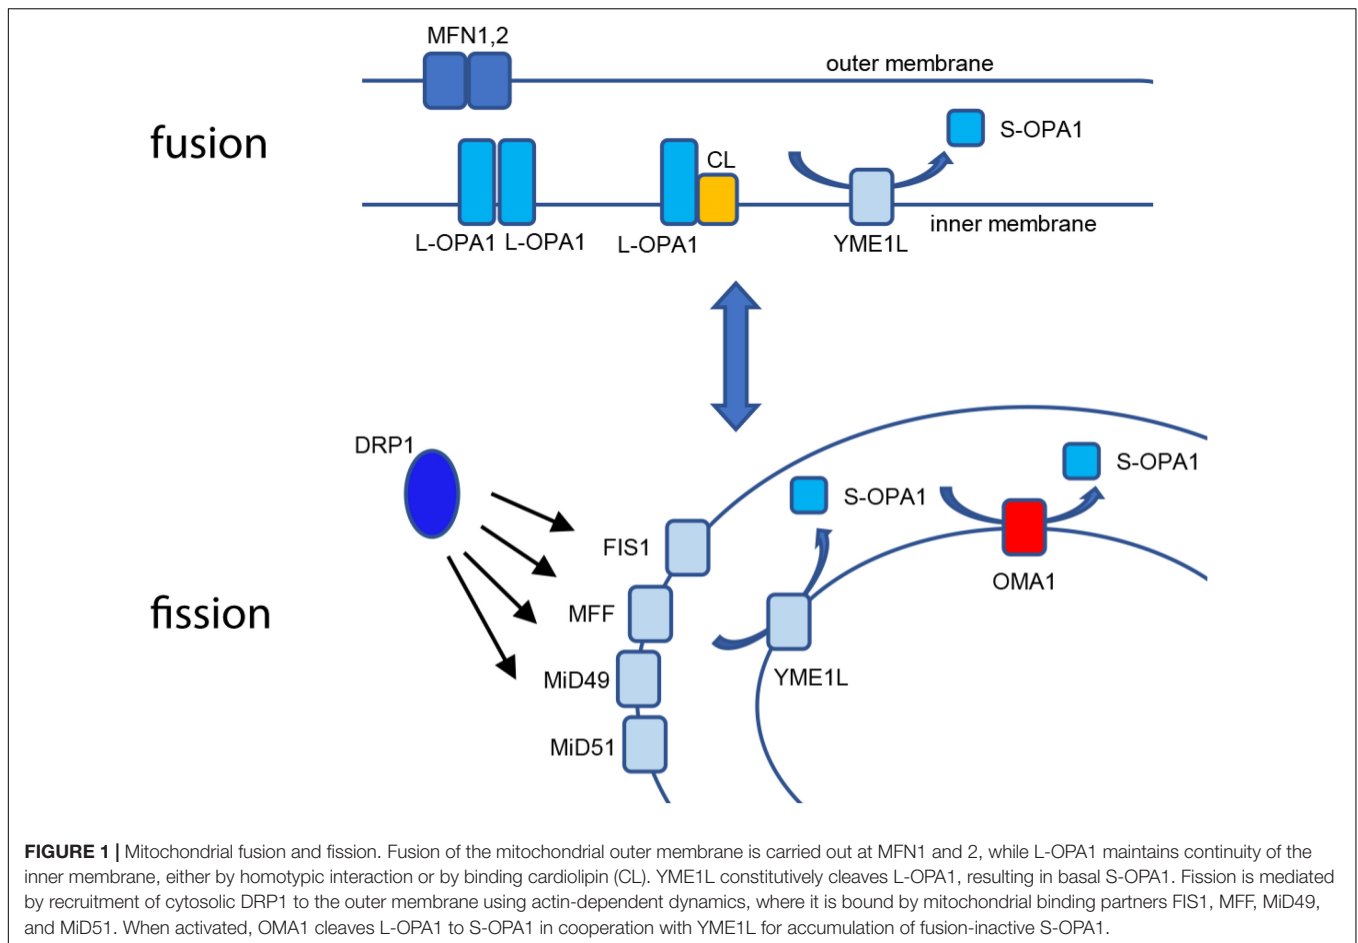 MFN1,2
outer membrane
fusion
S-OPA1
CL
L-OPA1 L-OPA1
L-OPA1
YME1L
inner membrane
DRP1
S-OPA1
S-OPA1
FIS1
OMA1
fission
MFF
MiD49
YME1L
MiD51
FIGURE 1 | Mitochondrial fusion and fission. Fusion of the mitochondrial outer membrane is carried out at MFN1 and 2, while L-OPA1 maintains continuity of the
inner membrane, either by homotypic interaction or by binding cardiolipin (CL). YME1L constitutively cleaves L-OPA1, resulting in basal S-OPA1. Fission is mediated
by recruitment of cytosolic DRP1 to the outer membrane using actin-dependent dynamics, where it is bound by mitochondrial binding partners FIS1, MFF, MiD49,
and MiD51. When activated, OMA1 cleaves L-OPA1 to S-OPA1 in cooperation with YME1L for accumulation of fusion-inactive S-OPA1.